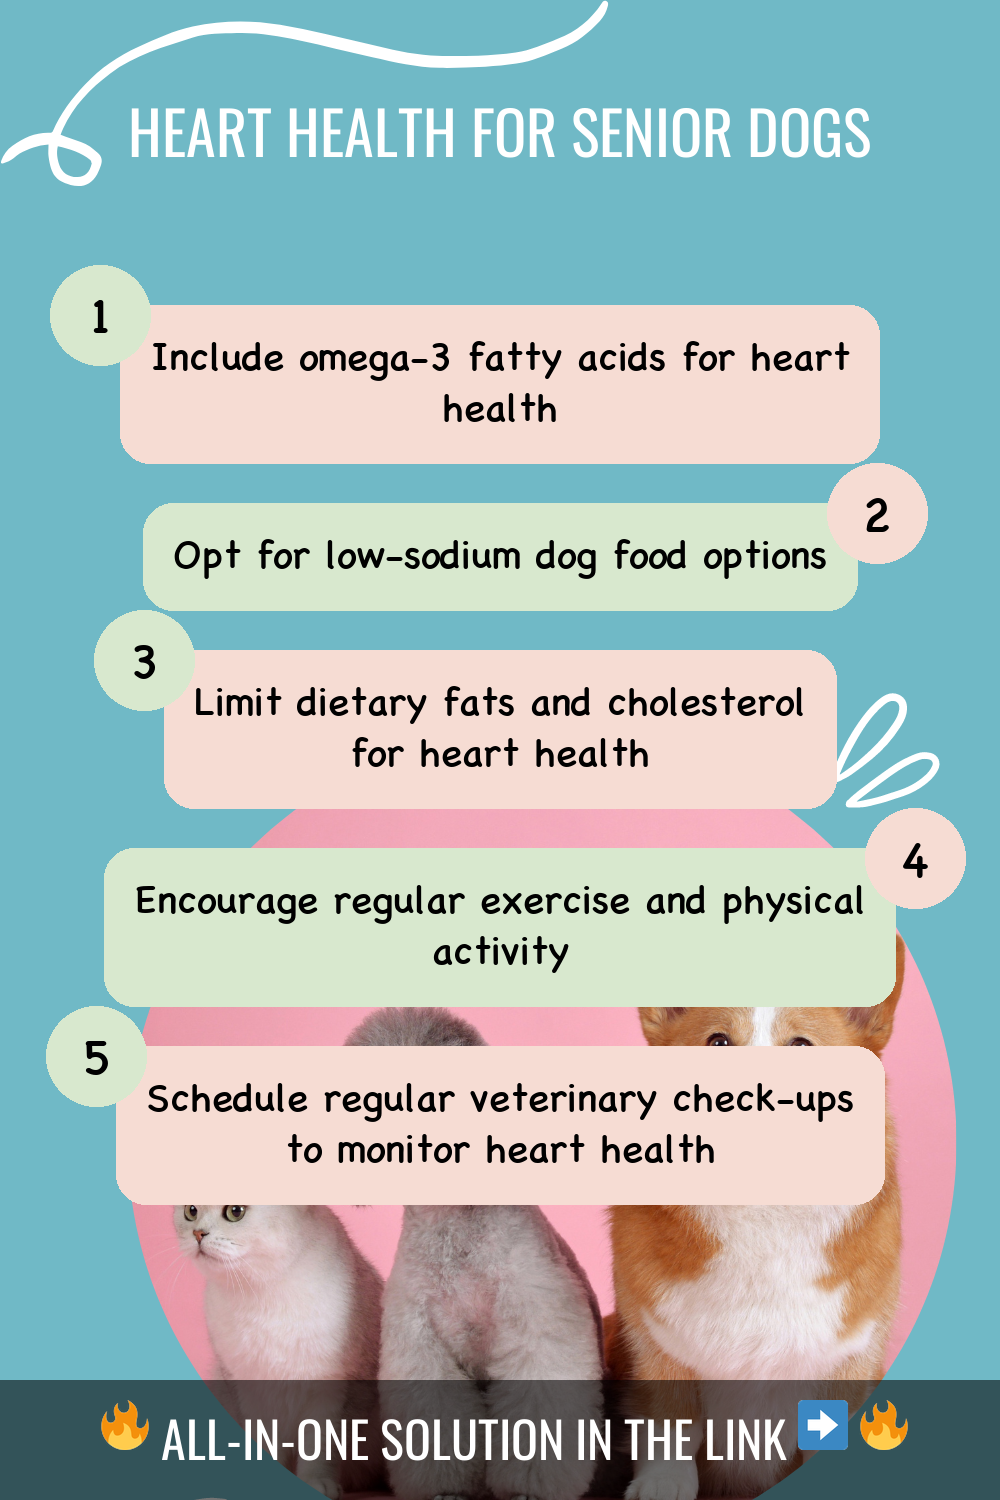 HEART HEALTH FOR SENIOR DOGS
1
Include omega-3 fatty acids for heart
health
2
Opt for low-sodium dog food options
3
Limit dietary fats and cholesterol
for heart health
4
Encourage regular exercise and physical
activity
5
Schedule regular veterinary check-ups
to monitor heart health
🔥 ALL-IN-ONE SOLUTION IN THE LINK ➡️ 🔥